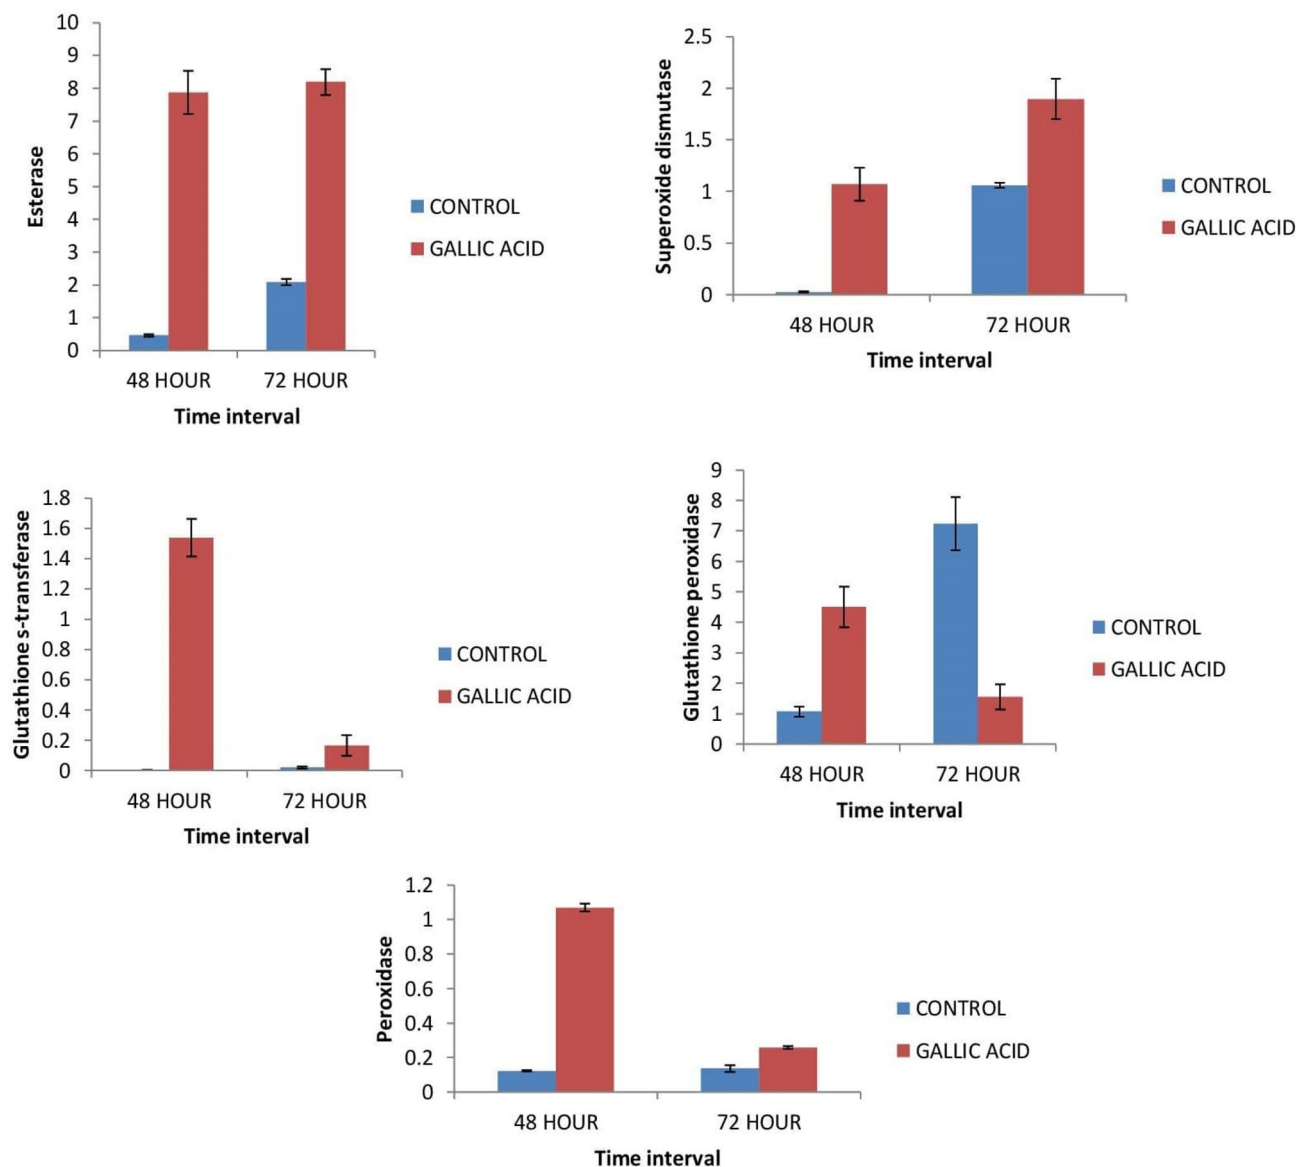 10
9
8
7
6
5
4
3
2
1
0
Esterase
48 HOUR 72 HOUR
Time interval
CONTROL
GALLIC ACID
2.5
2
1.5
1
0.5
0
Superoxide dismutase
48 HOUR 72 HOUR
Time interval
CONTROL
GALLIC ACID
1.8
1.6
1.4
1.2
1
0.8
0.6
0.4
0.2
0
Glutathione s-transferase
48 HOUR 72 HOUR
Time interval
CONTROL
GALLIC ACID
9
8
7
6
5
4
3
2
1
0
Glutathione peroxidase
48 HOUR 72 HOUR
Time interval
CONTROL
GALLIC ACID
1.2
1
0.8
0.6
0.4
0.2
0
Peroxidase
48 HOUR 72 HOUR
Time interval
CONTROL
GALLIC ACID